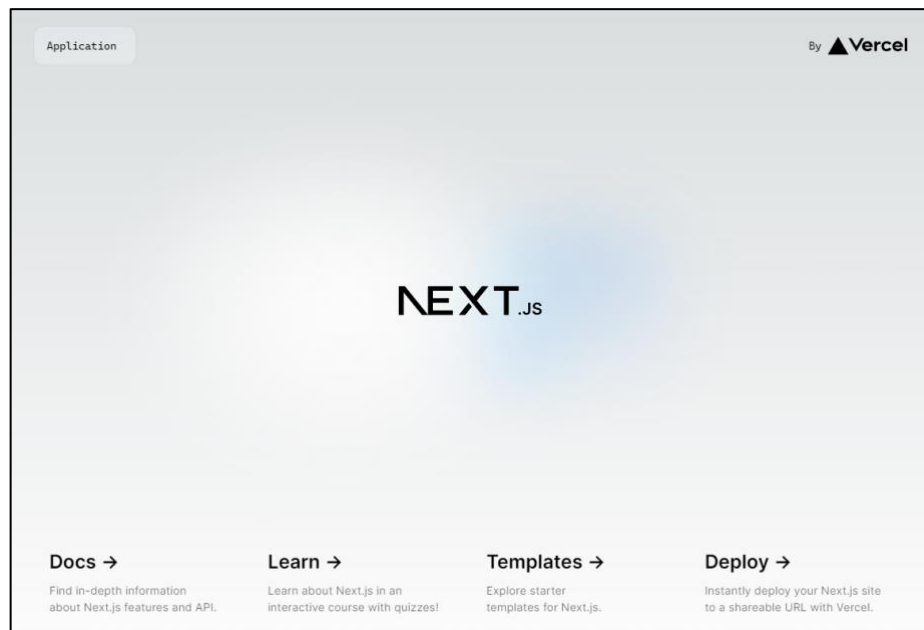 Application
By Vercel
NEXT.JS
Docs →
Find in-depth information
about Next.js features and API.
Learn →
Learn about Next.js in an
interactive course with quizzes!
Templates →
Explore starter
templates for Next.js.
Deploy →
Instantly deploy your Next.js site
to a shareable URL with Vercel.